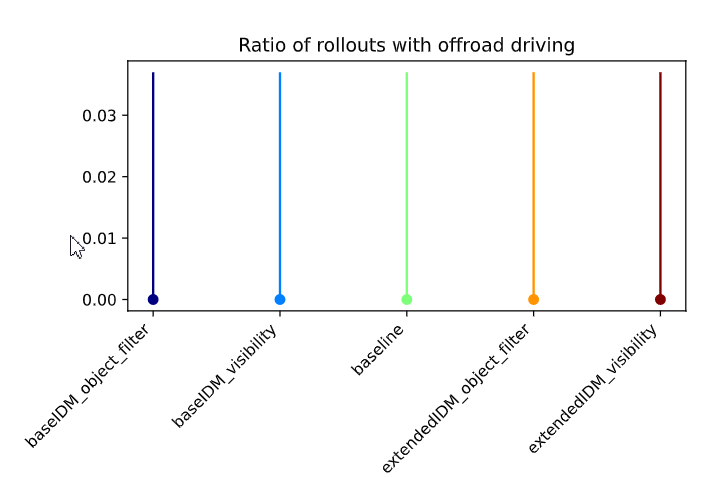 Ratio of rollouts with offroad driving
0.03
0.02
0.01
0.00
baseIDM_object_filter
baseIDM_visibility
baseline
extendedIDM_object_filter
extendedIDM_visibility